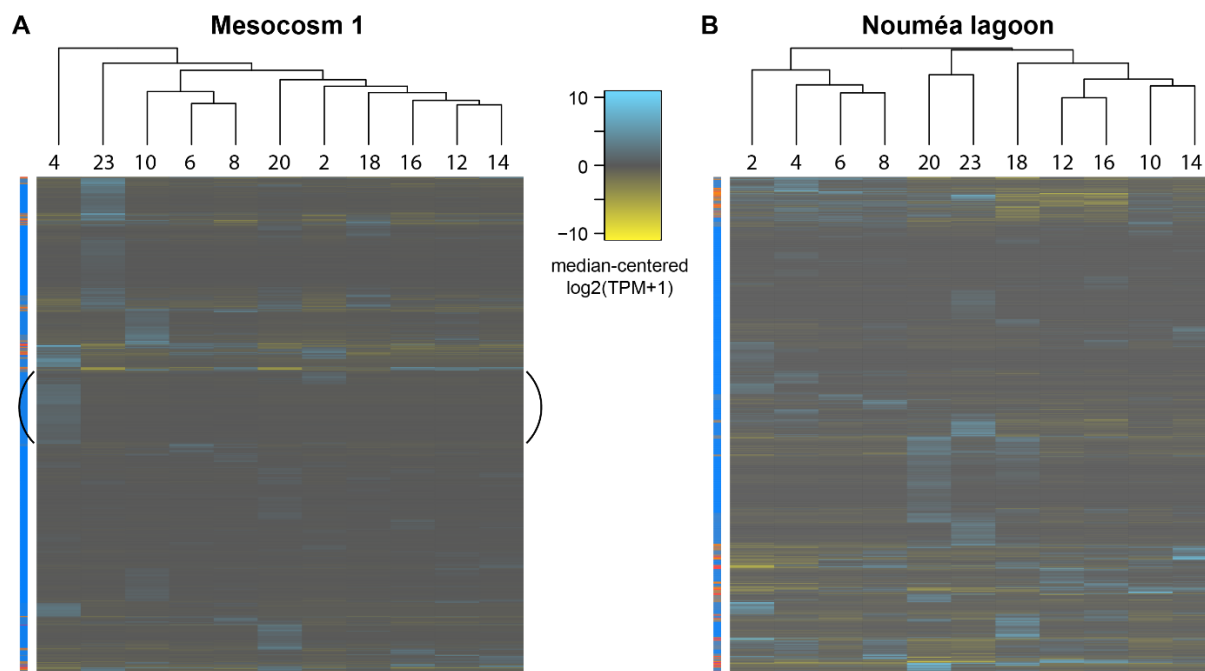 A Mesocosm 1
B Nouméa lagoon
4 23 10 6 8 20 2 18 16 12 14
10
0
−10
median-centered
log2(TPM+1)
2 4 6 8 20 23 18 12 16 10 14